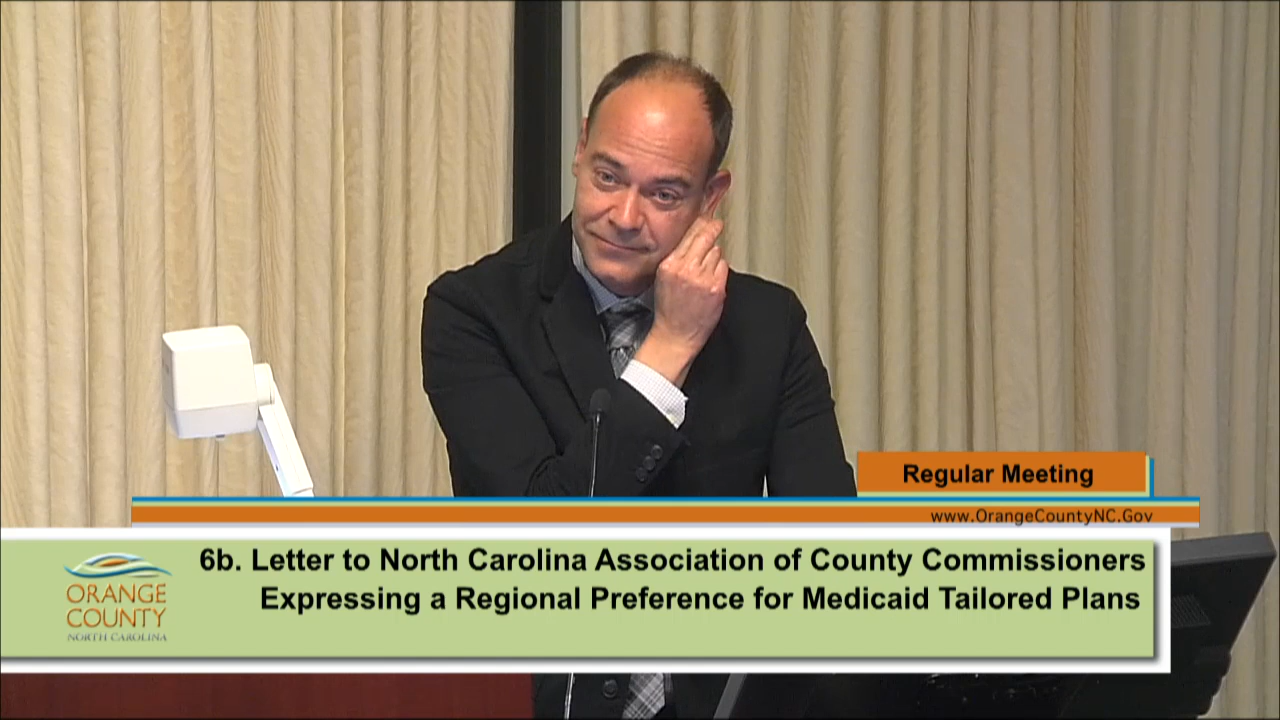 Regular Meeting
www.OrangeCountyNC.Gov
6b. Letter to North Carolina Association of County Commissioners
Expressing a Regional Preference for Medicaid Tailored Plans
ORANGE
COUNTY
NORTH CAROLINA